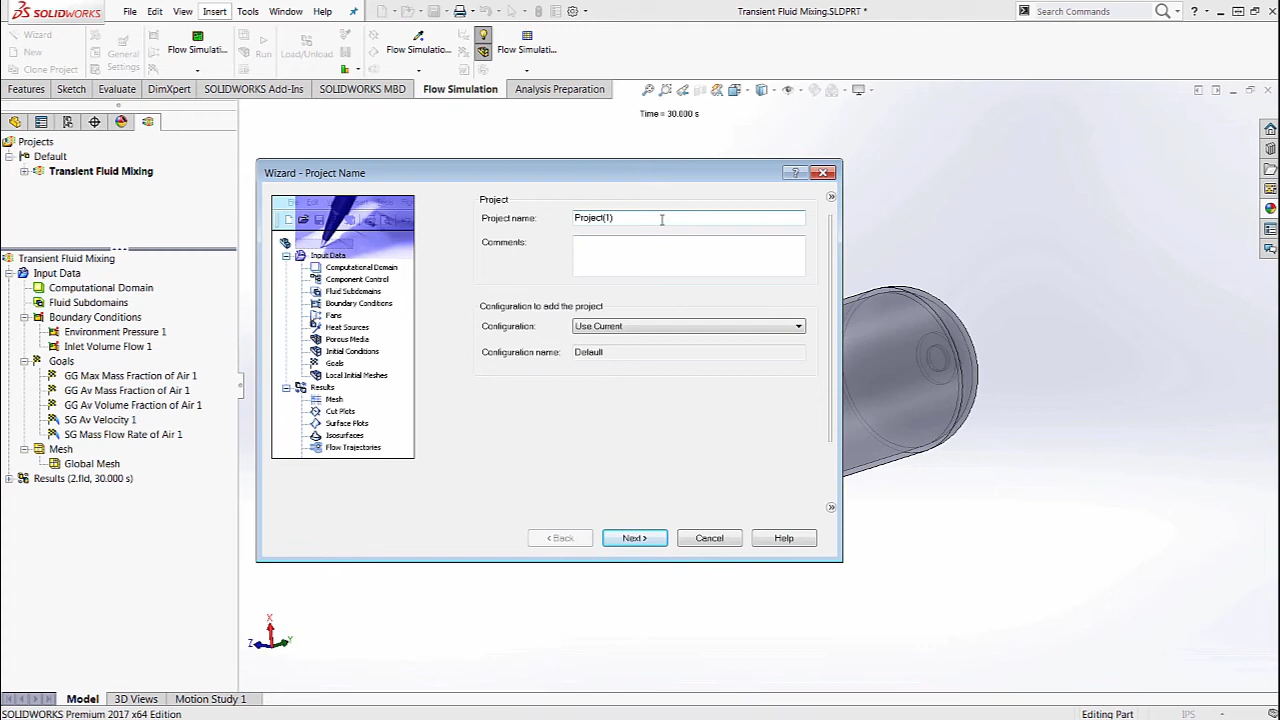 SOLIDWORKS
File
Edit
View
Insert
Tools
Window
Help
Transient Fluid Mixing.SLDPRT *
Search Commands
?
Wizard
New
Clone Project
General
Settings
Flow Simulati...
Run
Load/Unload
Flow Simulatio...
Flow Simulati...
Features
Sketch
Evaluate
DimXpert
SOLIDWORKS Add-Ins
SOLIDWORKS MBD
Flow Simulation
Analysis Preparation
Time = 30.000 s
Projects
Default
Transient Fluid Mixing
Transient Fluid Mixing
Input Data
Computational Domain
Fluid Subdomains
Boundary Conditions
Environment Pressure 1
Inlet Volume Flow 1
Goals
GG Max Mass Fraction of Air 1
GG Av Mass Fraction of Air 1
GG Av Volume Fraction of Air 1
SG Av Velocity 1
SG Mass Flow Rate of Air 1
Mesh
Global Mesh
Results (2.fld, 30.000 s)
Wizard - Project Name
?
Input Data
Computational Domain
Component Control
Fluid Subdomains
Boundary Conditions
Fans
Heat Sources
Porous Media
Initial Conditions
Goals
Local Initial Meshes
Results
Mesh
Cut Plots
Surface Plots
Isosurfaces
Flow Trajectories
Project
Project name:
Project(1)
Comments:
Configuration to add the project
Configuration:
Use Current
Configuration name:
Default
< Back
Next >
Cancel
Help
X
Z
Y
Model
3D Views
Motion Study 1
SOLIDWORKS Premium 2017 x64 Edition
Editing Part
IPS